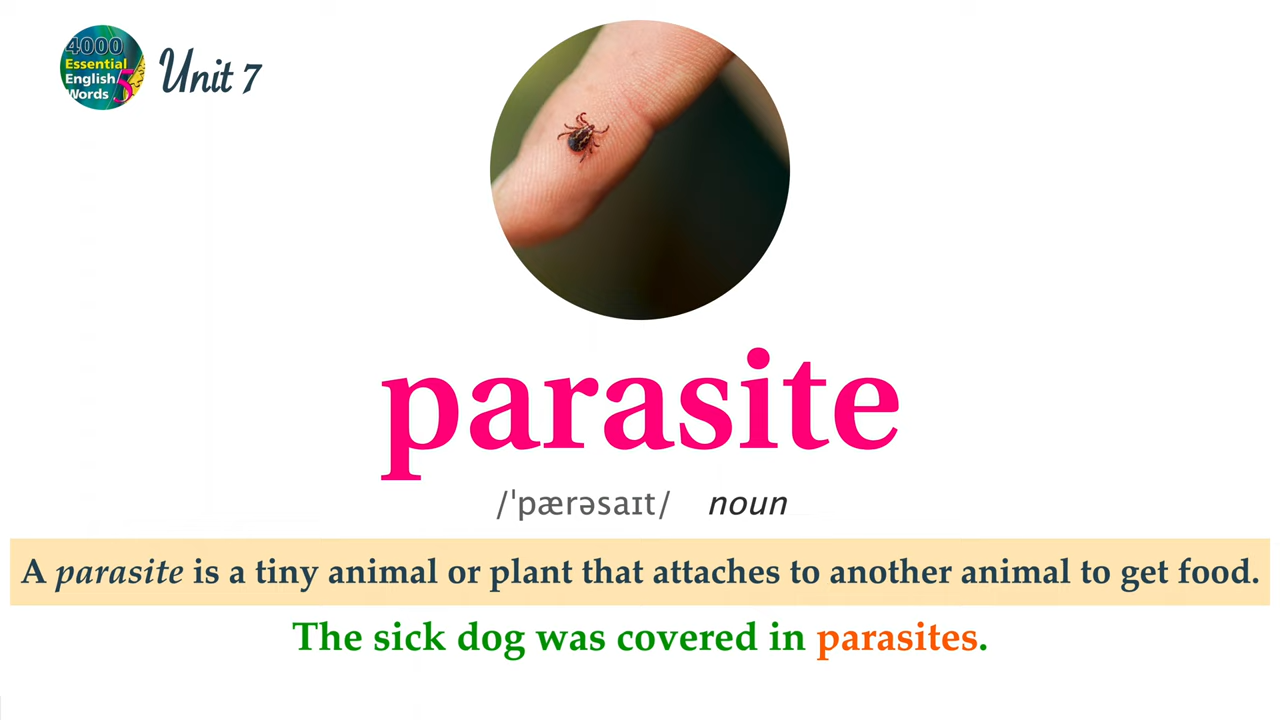 4000
Essential
English
Words 5
Unit 7
parasite
/ˈpærəsaɪt/ noun
A parasite is a tiny animal or plant that attaches to another animal to get food.
The sick dog was covered in parasites.